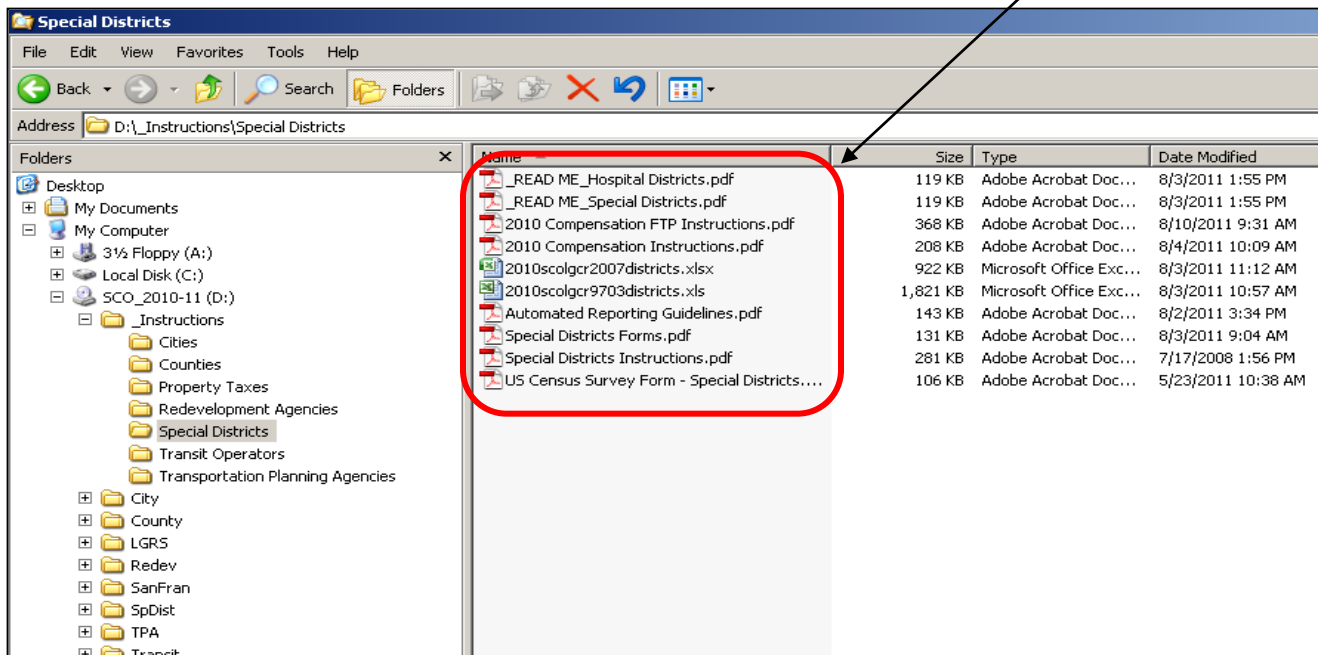 Special Districts
File Edit View Favorites Tools Help
Back Search Folders
Address D:\_Instructions\Special Districts
Folders Name Size Type Date Modified
Desktop
My Documents
My Computer
3½ Floppy (A:)
Local Disk (C:)
SCO_2010-11 (D:)
_Instructions
Cities
Counties
Property Taxes
Redevelopment Agencies
Special Districts
Transit Operators
Transportation Planning Agencies
City
County
LGRS
Redev
SanFran
SpDist
TPA
Transit
_READ ME_Hospital Districts.pdf 119 KB Adobe Acrobat Doc... 8/3/2011 1:55 PM
_READ ME_Special Districts.pdf 119 KB Adobe Acrobat Doc... 8/3/2011 1:55 PM
2010 Compensation FTP Instructions.pdf 368 KB Adobe Acrobat Doc... 8/10/2011 9:31 AM
2010 Compensation Instructions.pdf 208 KB Adobe Acrobat Doc... 8/4/2011 10:09 AM
2010scolgcr2007districts.xlsx 922 KB Microsoft Office Exc... 8/3/2011 11:12 AM
2010scolgcr9703districts.xls 1,821 KB Microsoft Office Exc... 8/3/2011 10:57 AM
Automated Reporting Guidelines.pdf 143 KB Adobe Acrobat Doc... 8/2/2011 3:34 PM
Special Districts Forms.pdf 131 KB Adobe Acrobat Doc... 8/3/2011 9:04 AM
Special Districts Instructions.pdf 281 KB Adobe Acrobat Doc... 7/17/2008 1:56 PM
US Census Survey Form - Special Districts.... 106 KB Adobe Acrobat Doc... 5/23/2011 10:38 AM